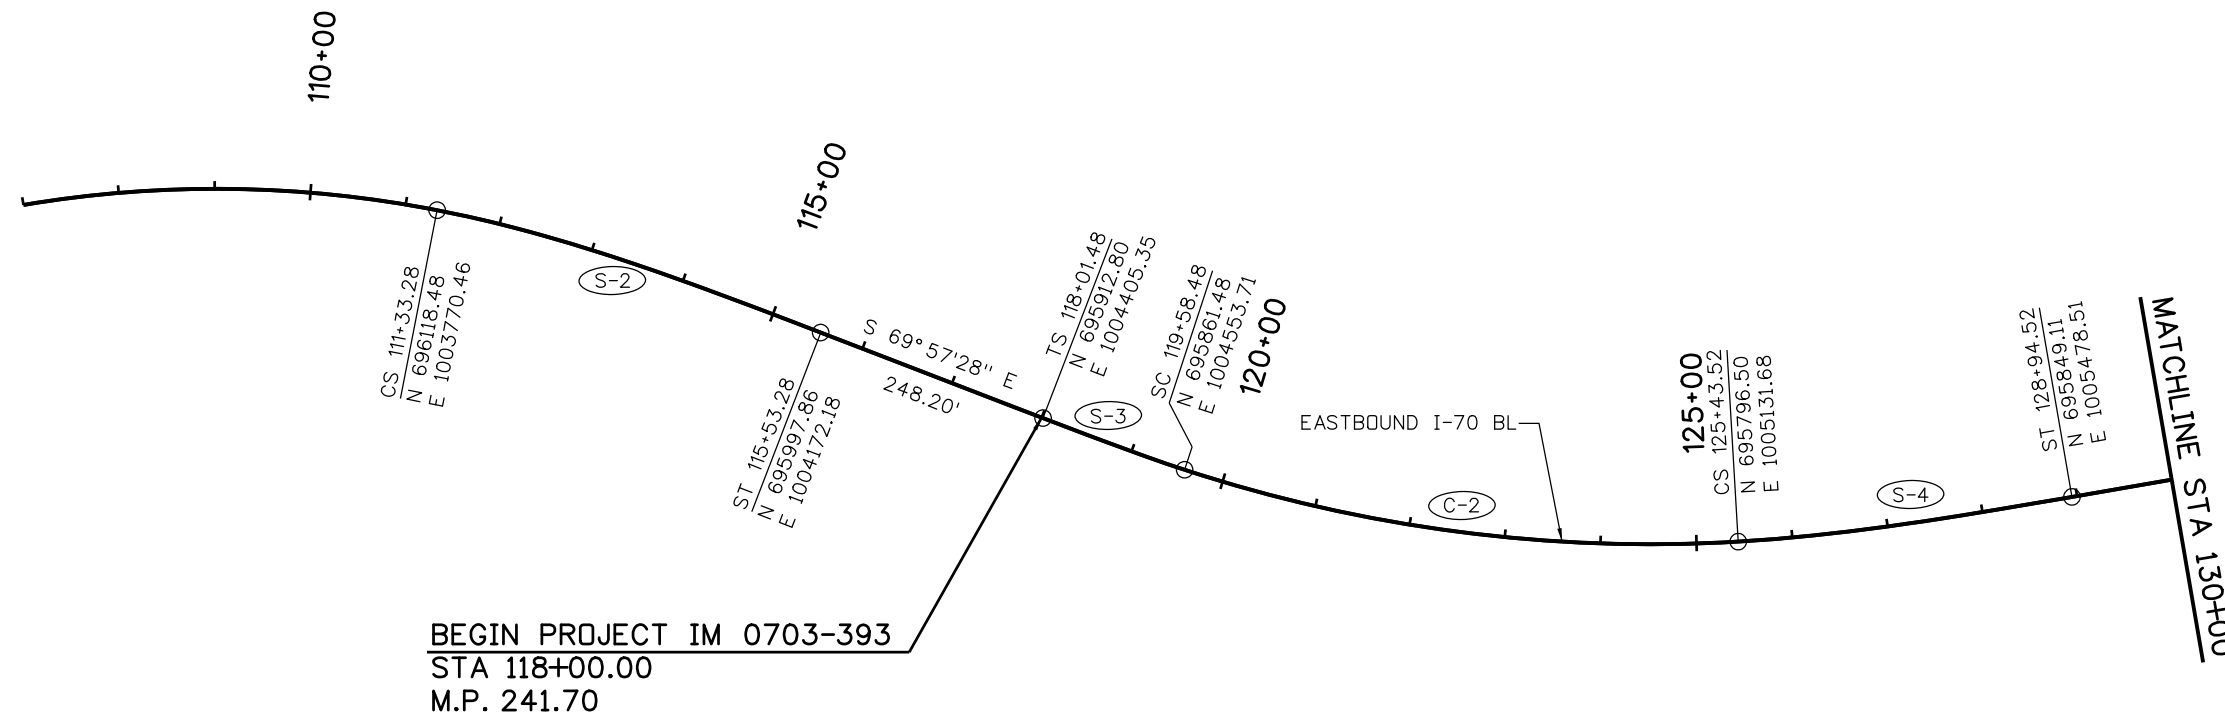 110+00
CS 111+33.28
N 696118.48
E 1003770.46
S-2
115+00
ST 115+53.28
N 695997.86
E 1004172.18
S 69°57'28" E
248.20'
TS 118+01.48
N 695912.80
E 1004405.35
S-3
SC 119+58.48
N 695861.48
E 1004553.71
120+00
EASTBOUND I-70 BL
C-2
125+00
CS 125+43.52
N 695796.50
E 1005131.68
S-4
ST 128+94.52
N 695849.11
E 1005478.51
MATCHLINE STA 130+00
BEGIN PROJECT IM 0703-393
STA 118+00.00
M.P. 241.70